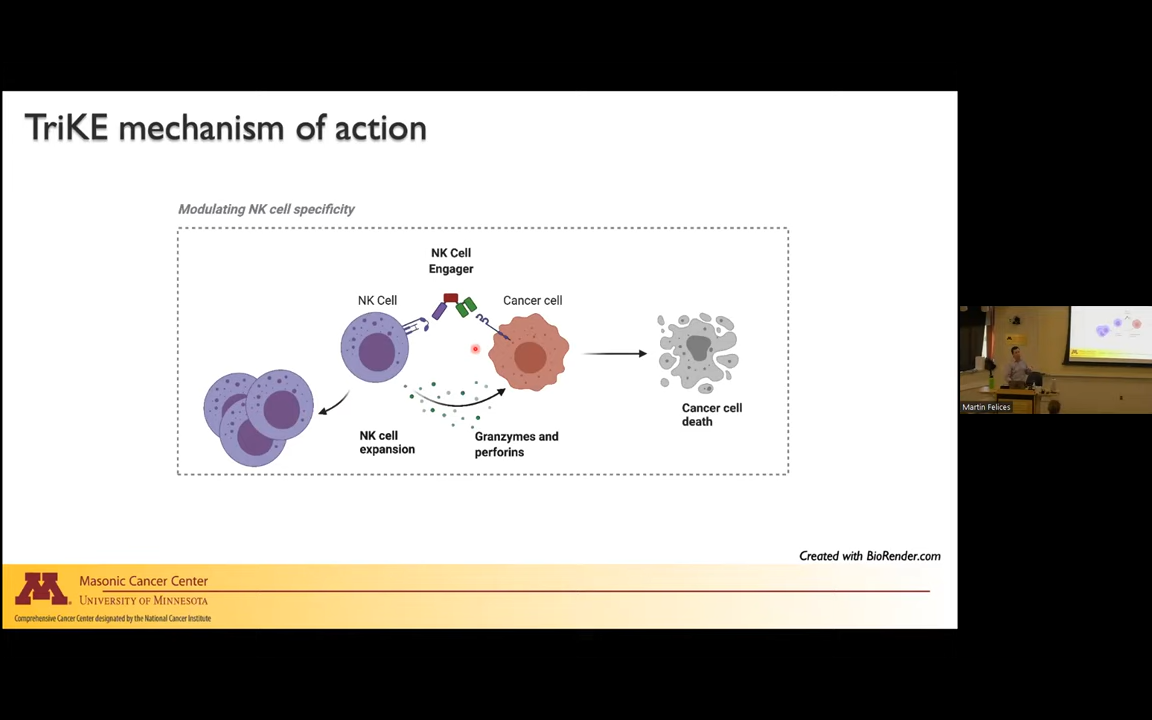 TriKE mechanism of action
Modulating NK cell specificity
NK Cell
Engager
NK Cell
Cancer cell
NK cell
expansion
Granzymes and
perforins
Cancer cell
death
Created with BioRender.com
M
Masonic Cancer Center
UNIVERSITY OF MINNESOTA
Comprehensive Cancer Center designated by the National Cancer Institute
Martin Felices